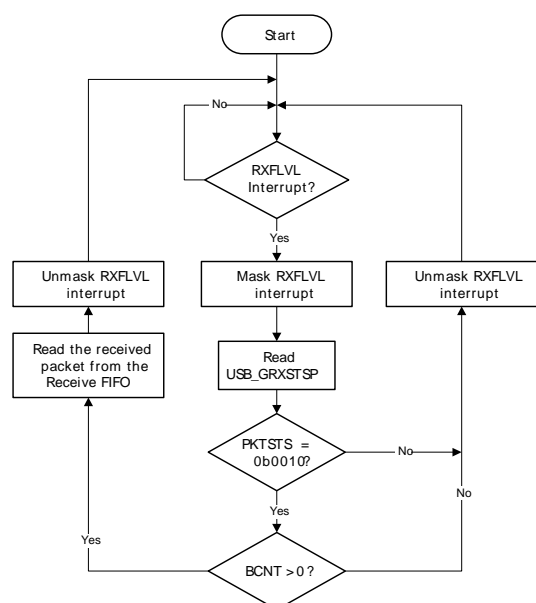 Start
No
RXFLVL
Interrupt?
Yes
Unmask RXFLVL
interrupt
Mask RXFLVL
interrupt
Unmask RXFLVL
interrupt
Read the received
packet from the
Receive FIFO
Read
USB_GRXSTSP
PKTSTS =
0b0010?
No
No
Yes
Yes
BCNT > 0?